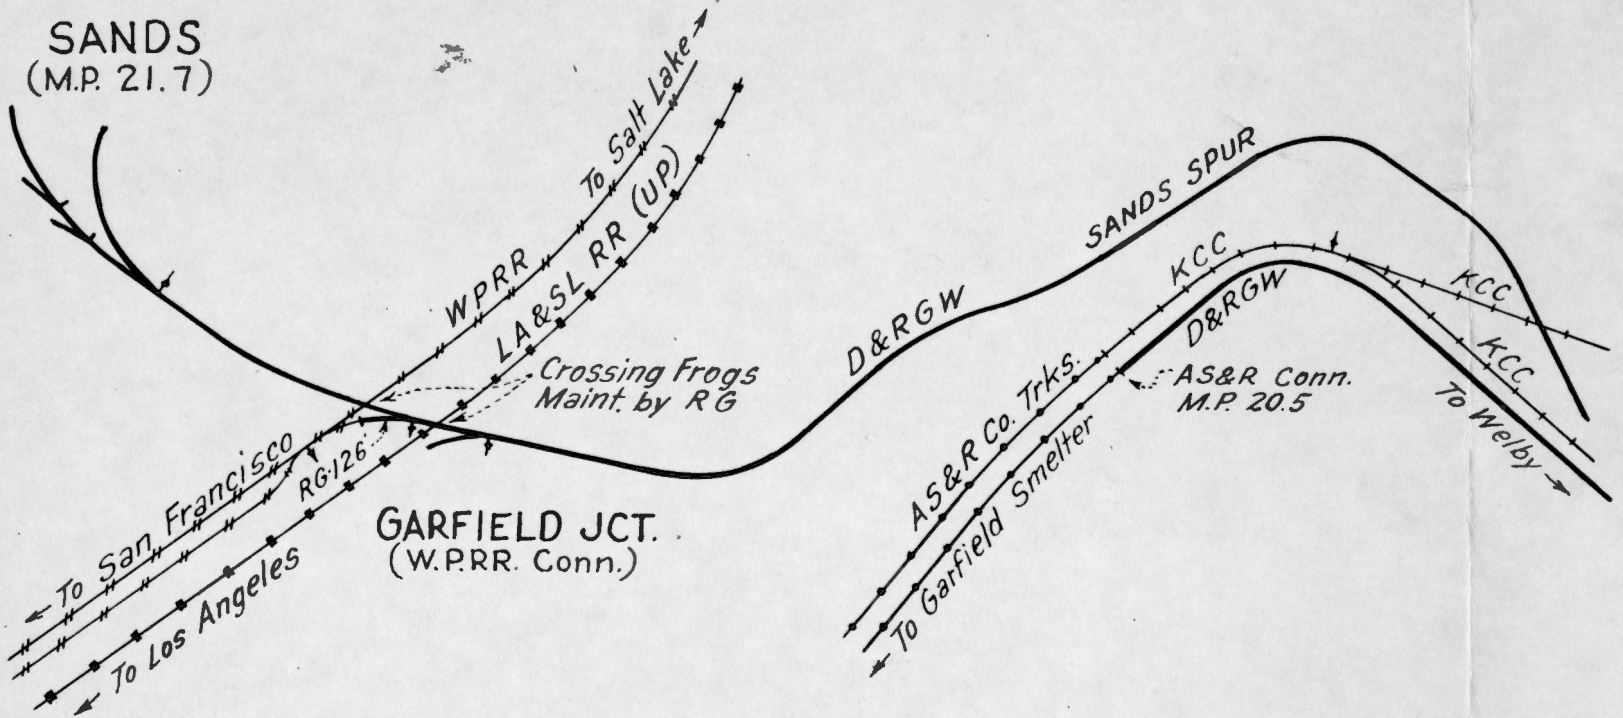 SANDS
(M.P. 21.7)
To Salt Lake
WPRR
LA&SL RR (UP)
Crossing Frogs
Maint. by RG
RG-126
To San Francisco
To Los Angeles
GARFIELD JCT.
(W.P.RR. Conn.)
D&RGW
SANDS SPUR
KCC
D&RGW
KCC
KCC
AS&R Conn.
M.P. 20.5
To Welby
AS&R Co. Trks.
To Garfield Smelter